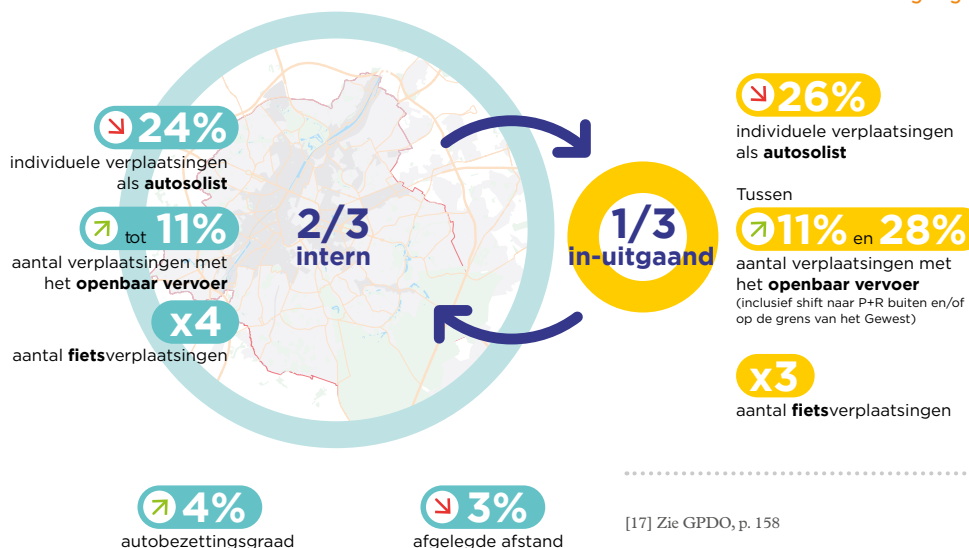 24%
individuele verplaatsingen
als autosolist
tot 11%
aantal verplaatsingen met
het openbaar vervoer
x4
aantal fietsverplaatsingen
2/3
intern
1/3
in-uitgaand
26%
individuele verplaatsingen
als autosolist
Tussen
11% en 28%
aantal verplaatsingen met
het openbaar vervoer
(inclusief shift naar P+R buiten en/of
op de grens van het Gewest)
x3
aantal fietsverplaatsingen
4%
autobezettingsgraad
3%
afgelegde afstand
[17] Zie GPDO, p. 158